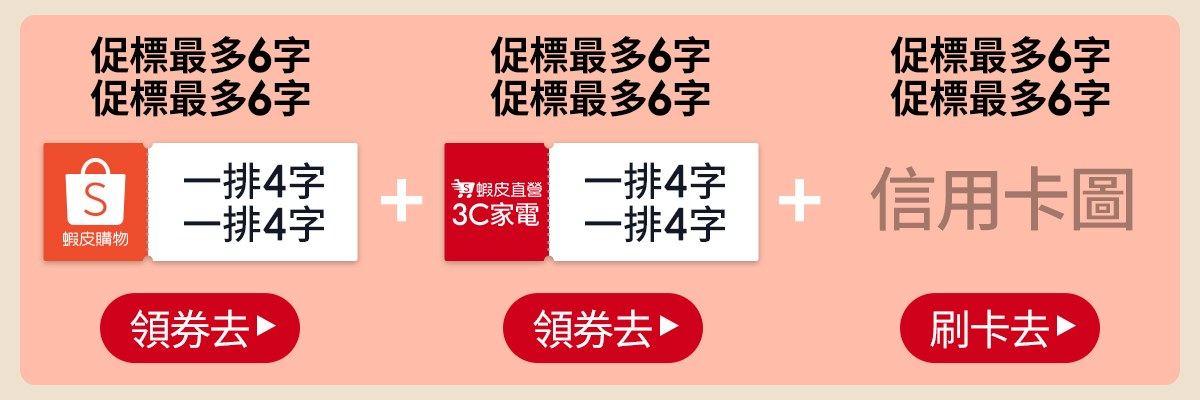 促標最多6字
促標最多6字
S
蝦皮購物
一排4字
一排4字
領券去
+
促標最多6字
促標最多6字
S蝦皮直營
3C家電
一排4字
一排4字
領券去
+
促標最多6字
促標最多6字
信用卡圖
刷卡去